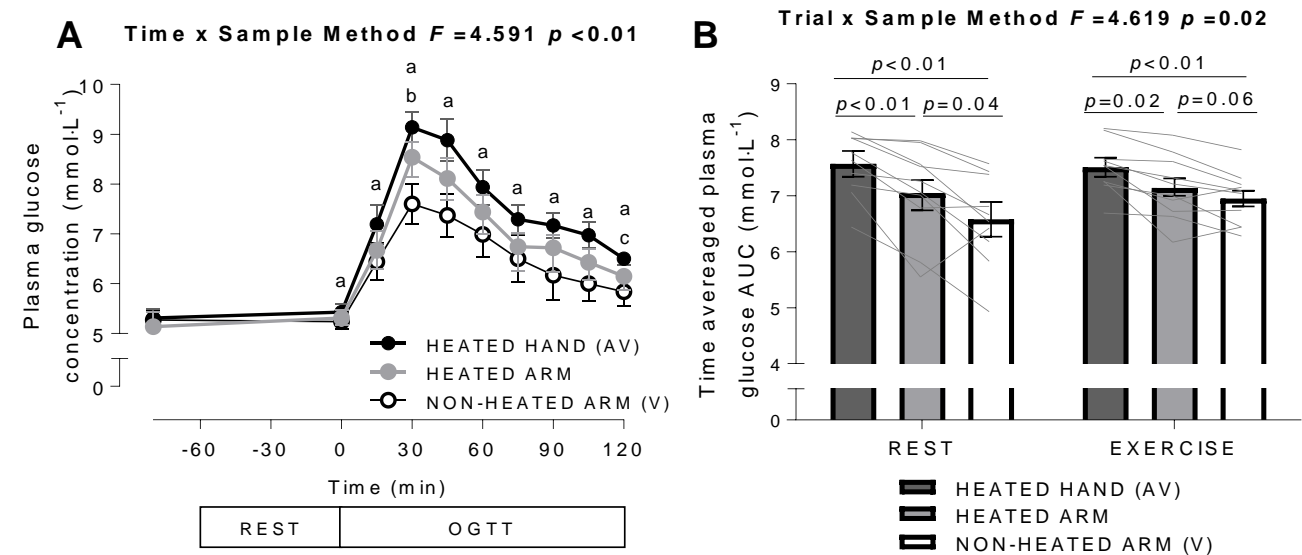 A
Time x Sample Method F =4.591 p <0.01
Plasma glucose
concentration (mmol·L⁻¹)
10
9
8
7
6
5
0
a
a
a
b
a
a
a
a
a
a
c
HEATED HAND (AV)
HEATED ARM
NON-HEATED ARM (V)
-60 -30 0 30 60 90 120
Time (min)
REST OGTT
B
Trial x Sample Method F =4.619 p =0.02
Time avereaged plasma
glucose AUC (mmol·L⁻¹)
9
8
7
6
5
4
0
p<0.01
p<0.01 p=0.04
p<0.01
p=0.02 p=0.06
REST EXERCISE
HEATED HAND (AV)
HEATED ARM
NON-HEATED ARM (V)